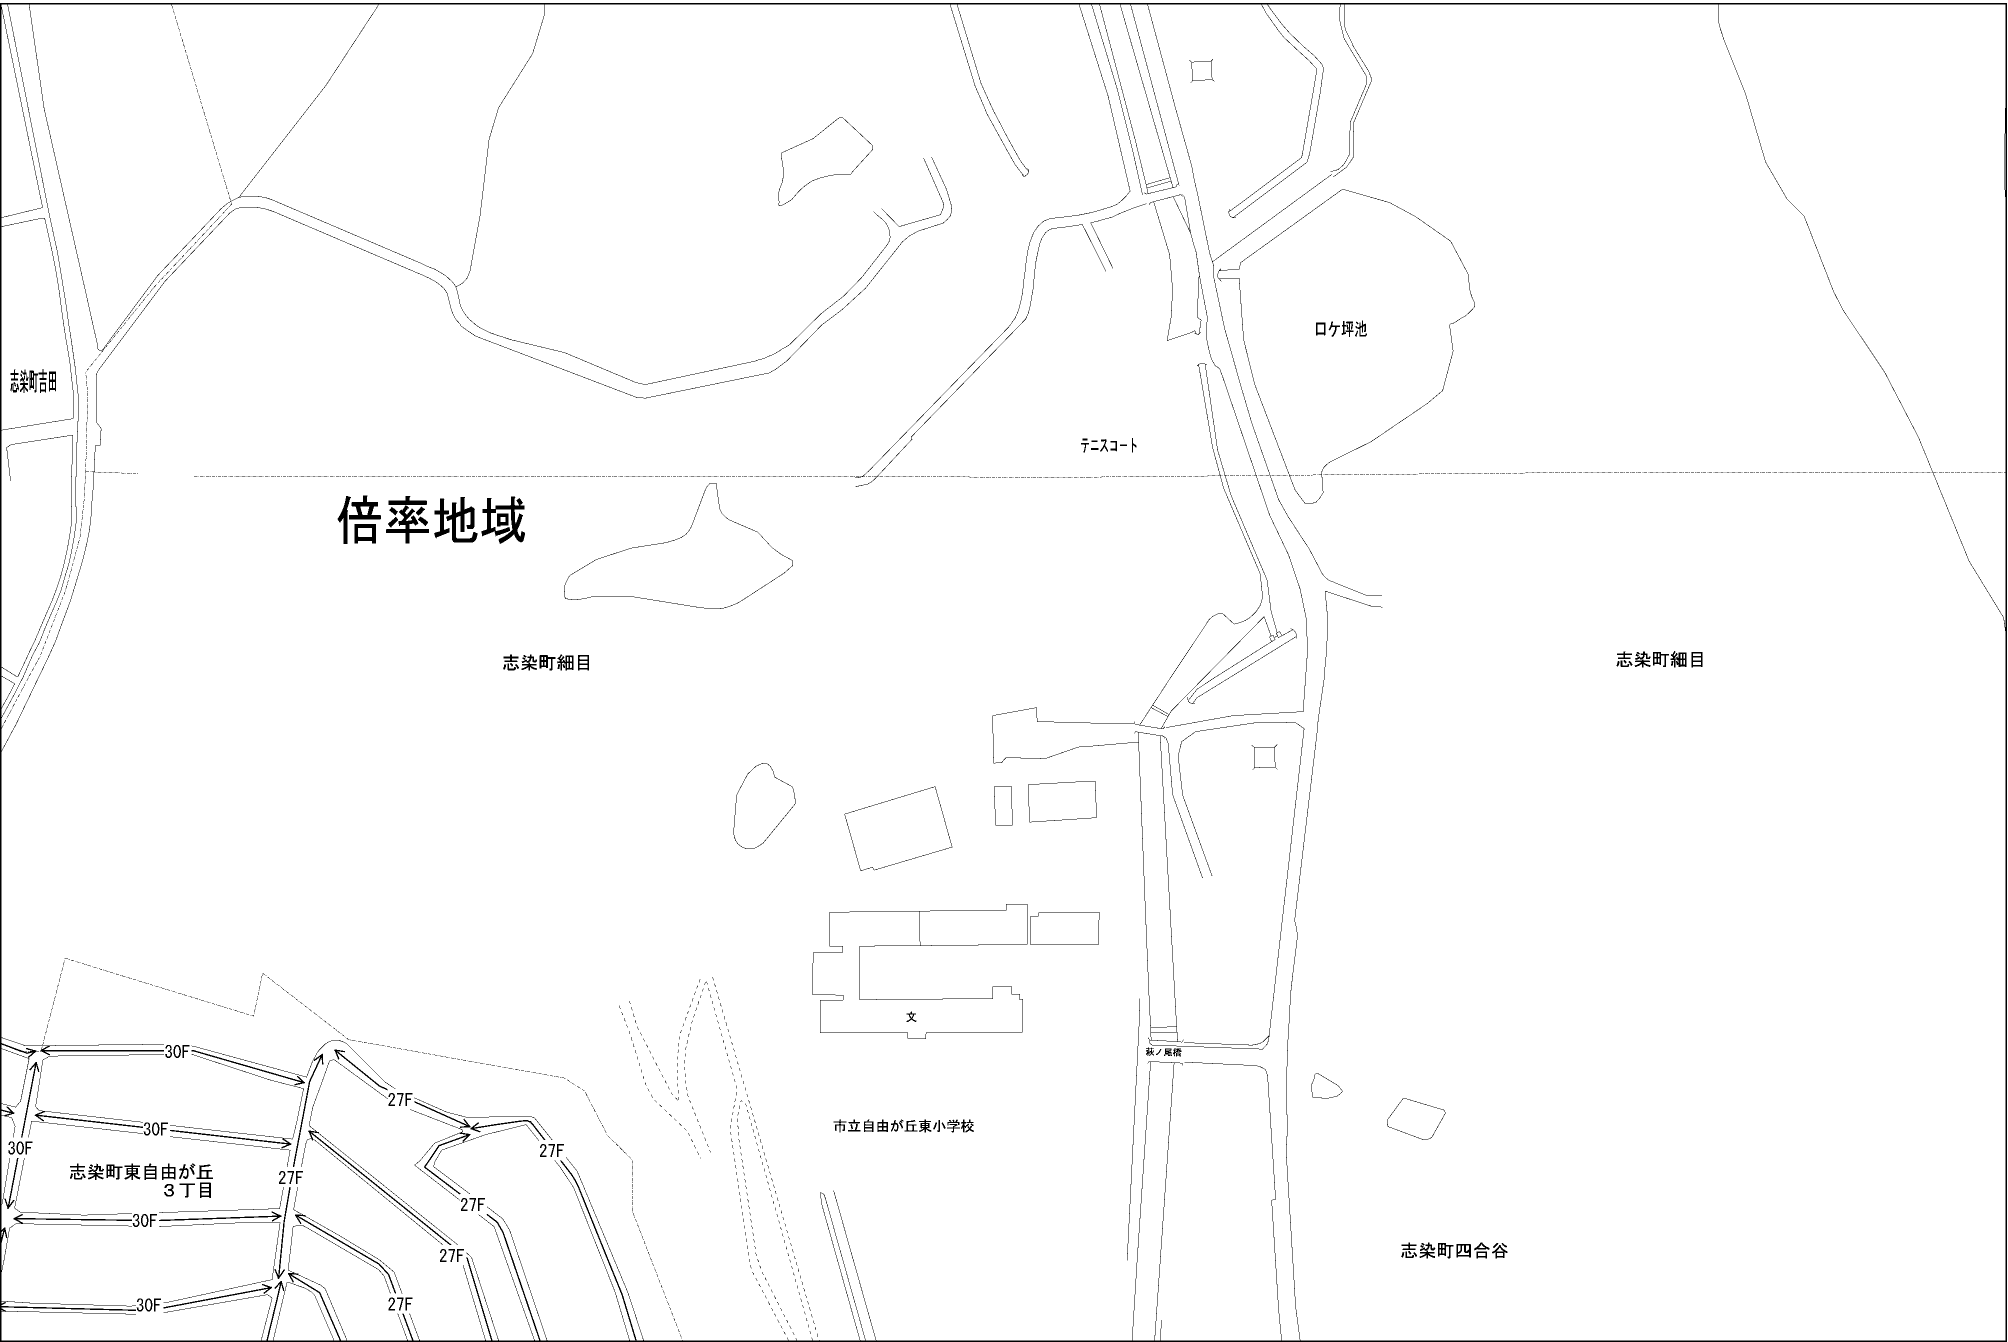 ロケ坪池
志染町吉田
テニスコート
倍率地域
志染町細目
志染町細目
文
萩ノ尾橋
30F
27F
市立自由が丘東小学校
30F
30F
27F
志染町東自由が丘
3丁目
27F
27F
30F
27F
志染町四合谷
30F
27F